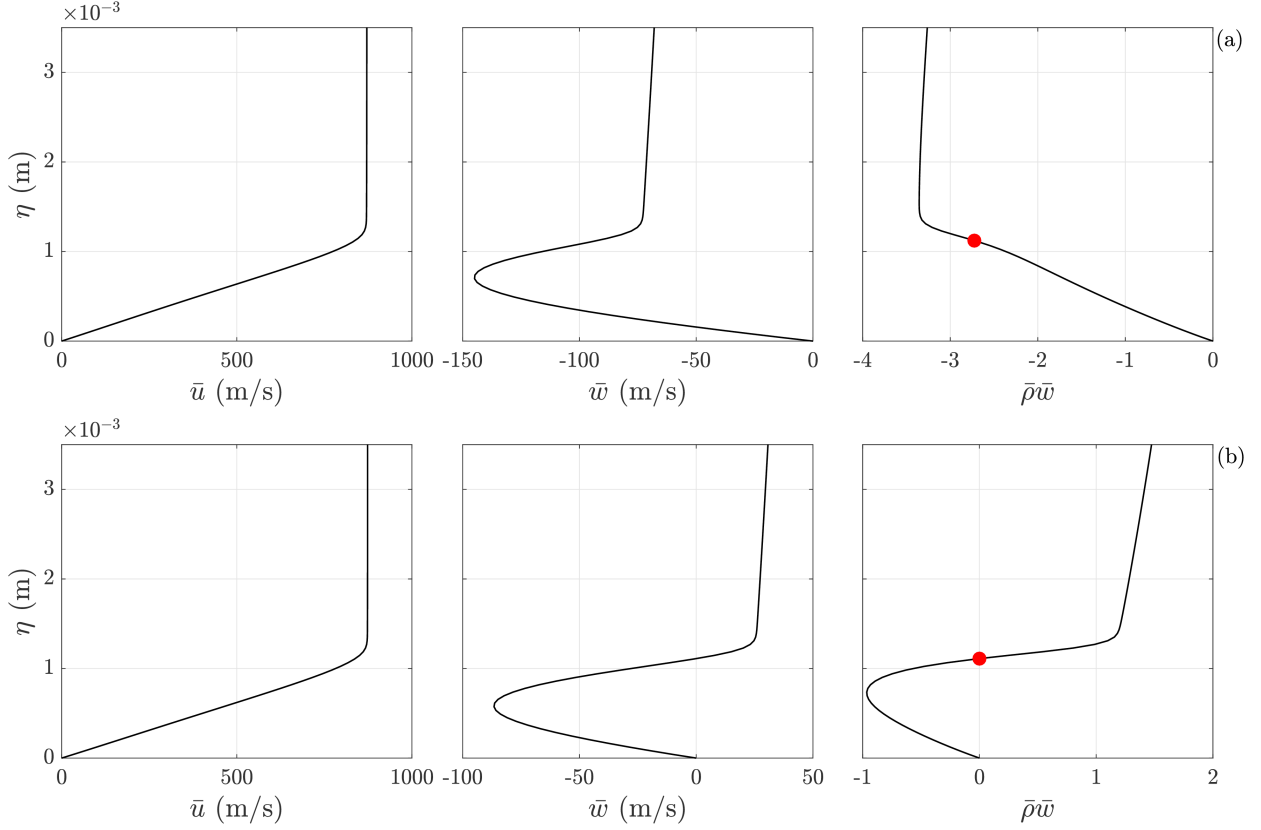 ×10⁻³
(a)
η (m)
3
2
1
0
0 500 1000
ū (m/s)
-150 -100 -50 0
w̄ (m/s)
-4 -3 -2 -1 0
ρ̄w̄
×10⁻³
(b)
η (m)
3
2
1
0
0 500 1000
ū (m/s)
-100 -50 0 50
w̄ (m/s)
-1 0 1 2
ρ̄w̄